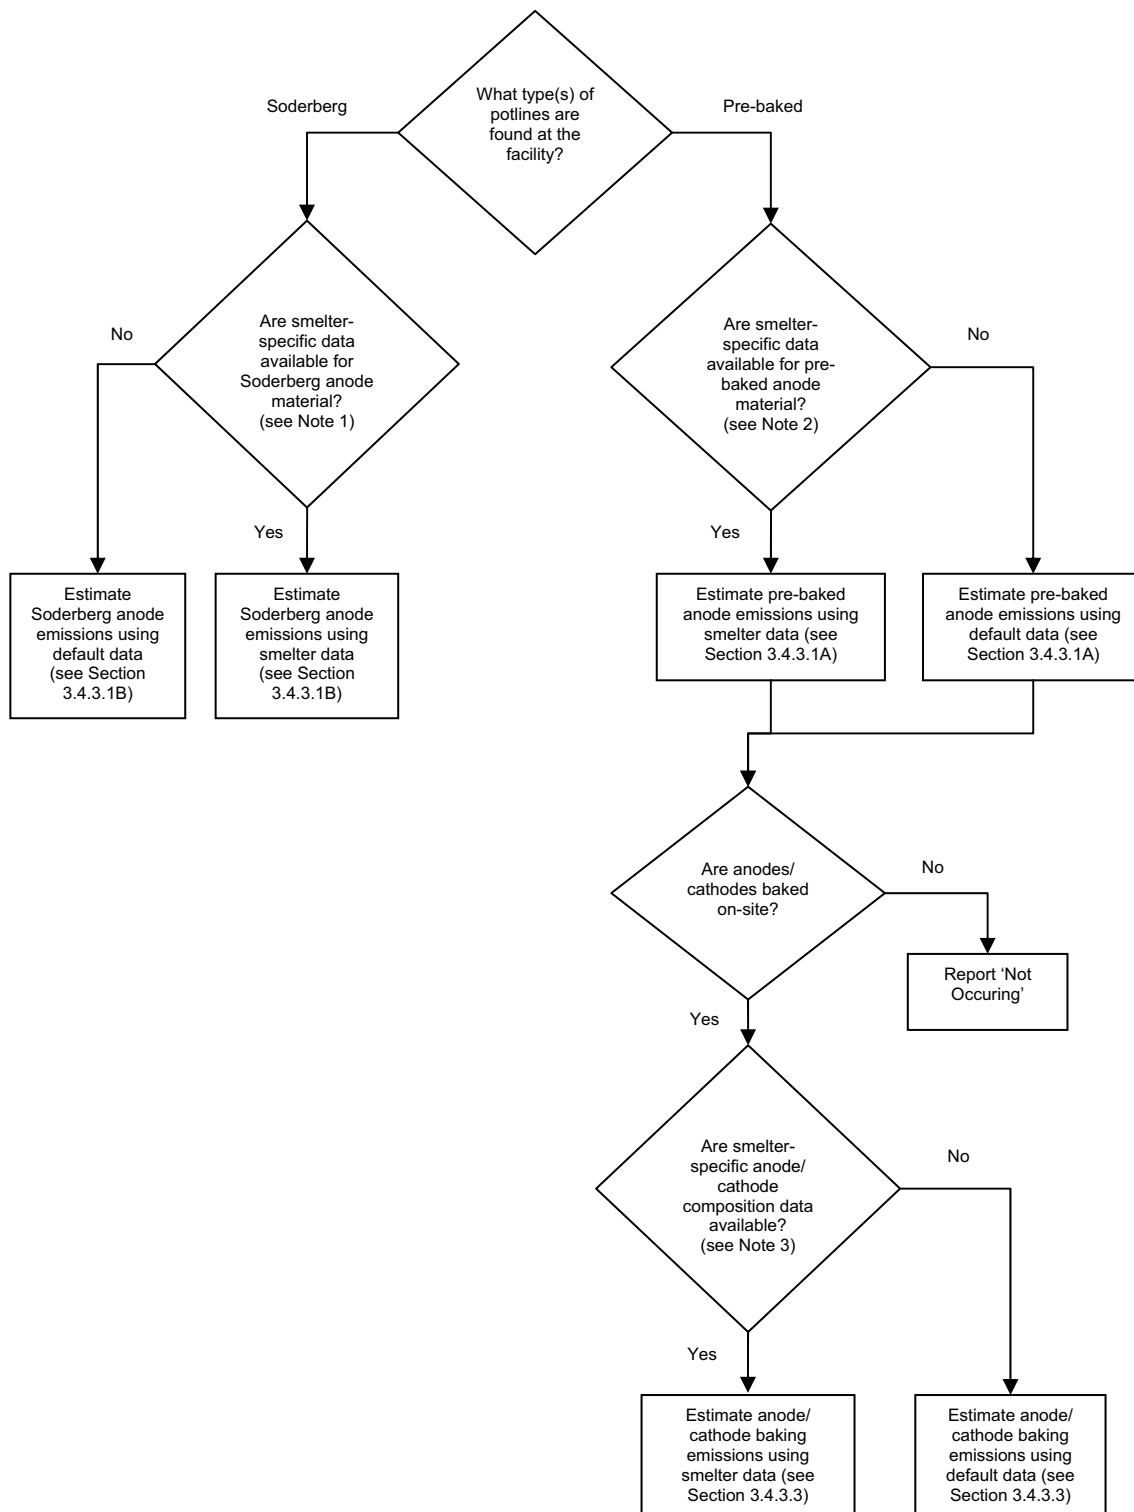 What type(s) of
potlines are
found at the
facility?
Soderberg
Pre-baked
Are smelter-
specific data
available for
Soderberg anode
material?
(see Note 1)
No
Yes
Are smelter-
specific data
available for pre-
baked anode
material?
(see Note 2)
No
Yes
Estimate
Soderberg anode
emissions using
default data
(see Section
3.4.3.1B)
Estimate
Soderberg anode
emissions using
smelter data
(see Section
3.4.3.1B)
Estimate pre-baked
anode emissions using
smelter data (see
Section 3.4.3.1A)
Estimate pre-baked
anode emissions using
default data (see
Section 3.4.3.1A)
Are anodes/
cathodes baked
on-site?
No
Report ‘Not
Occuring’
Yes
Are smelter-
specific anode/
cathode
composition data
available?
(see Note 3)
No
Yes
Estimate anode/
cathode baking
emissions using
smelter data (see
Section 3.4.3.3)
Estimate anode/
cathode baking
emissions using
default data (see
Section 3.4.3.3)